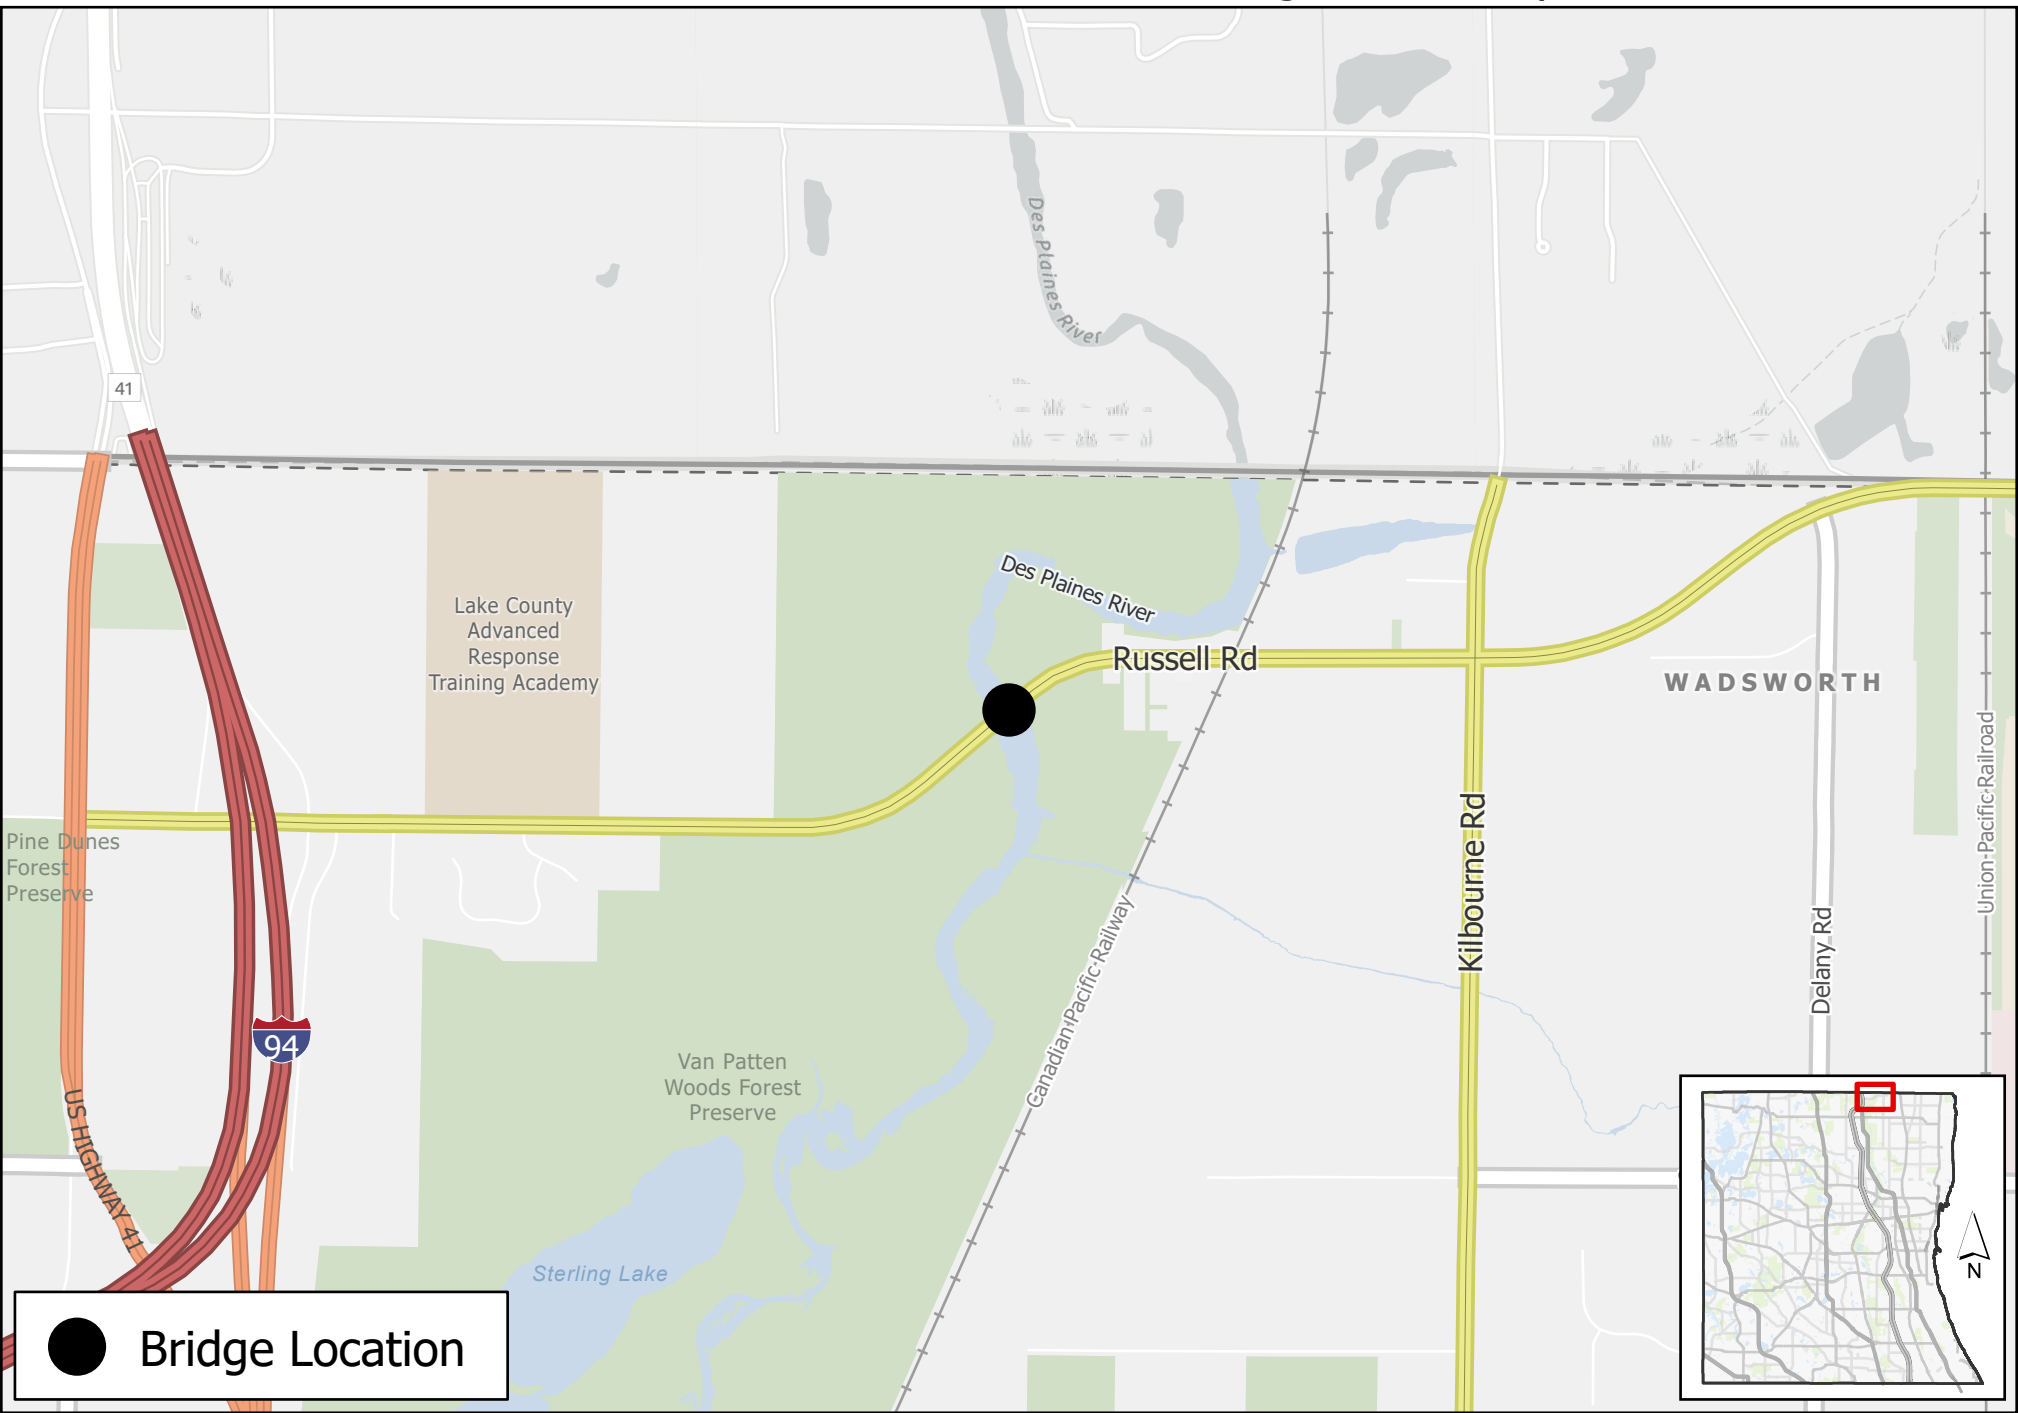 Des Plaines River
41
Des Plaines River
Lake County
Advanced
Response
Training Academy
Russell Rd
WADSWORTH
Pine Dunes
Forest
Preserve
Kilbourne Rd
Union Pacific Railroad
Delany Rd
Canadian Pacific Railway
94
Van Patten
Woods Forest
Preserve
US HIGHWAY 41
Sterling Lake
N
Bridge Location